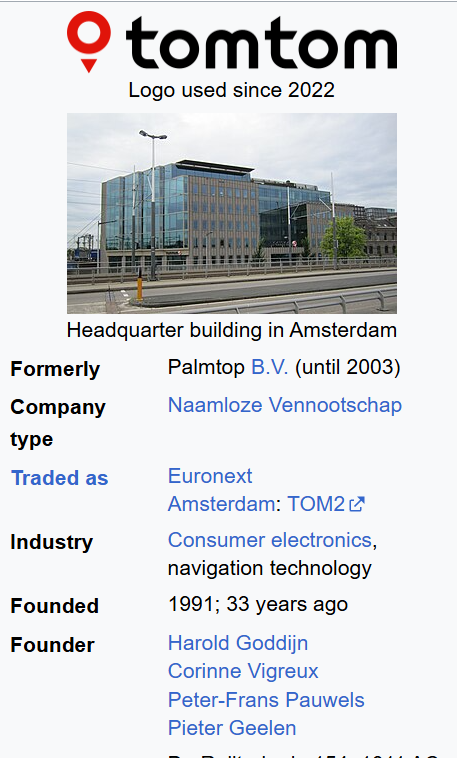 tomtom
Logo used since 2022
Headquarter building in Amsterdam
Formerly Palmtop B.V. (until 2003)
Company type Naamloze Vennootschap
Traded as Euronext
Amsterdam: TOM2
Industry Consumer electronics,
navigation technology
Founded 1991; 33 years ago
Founder Harold Goddijn
Corinne Vigreux
Peter-Frans Pauwels
Pieter Geelen